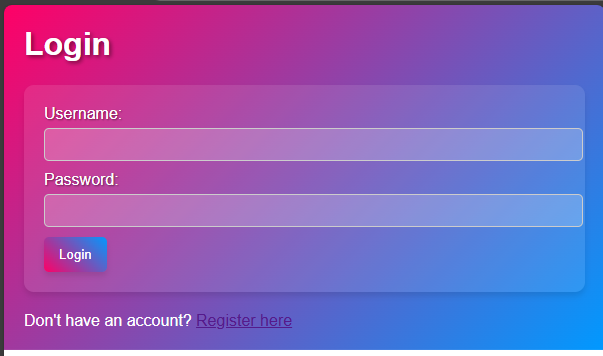 Login
Username:
Password:
Login
Don't have an account? Register here